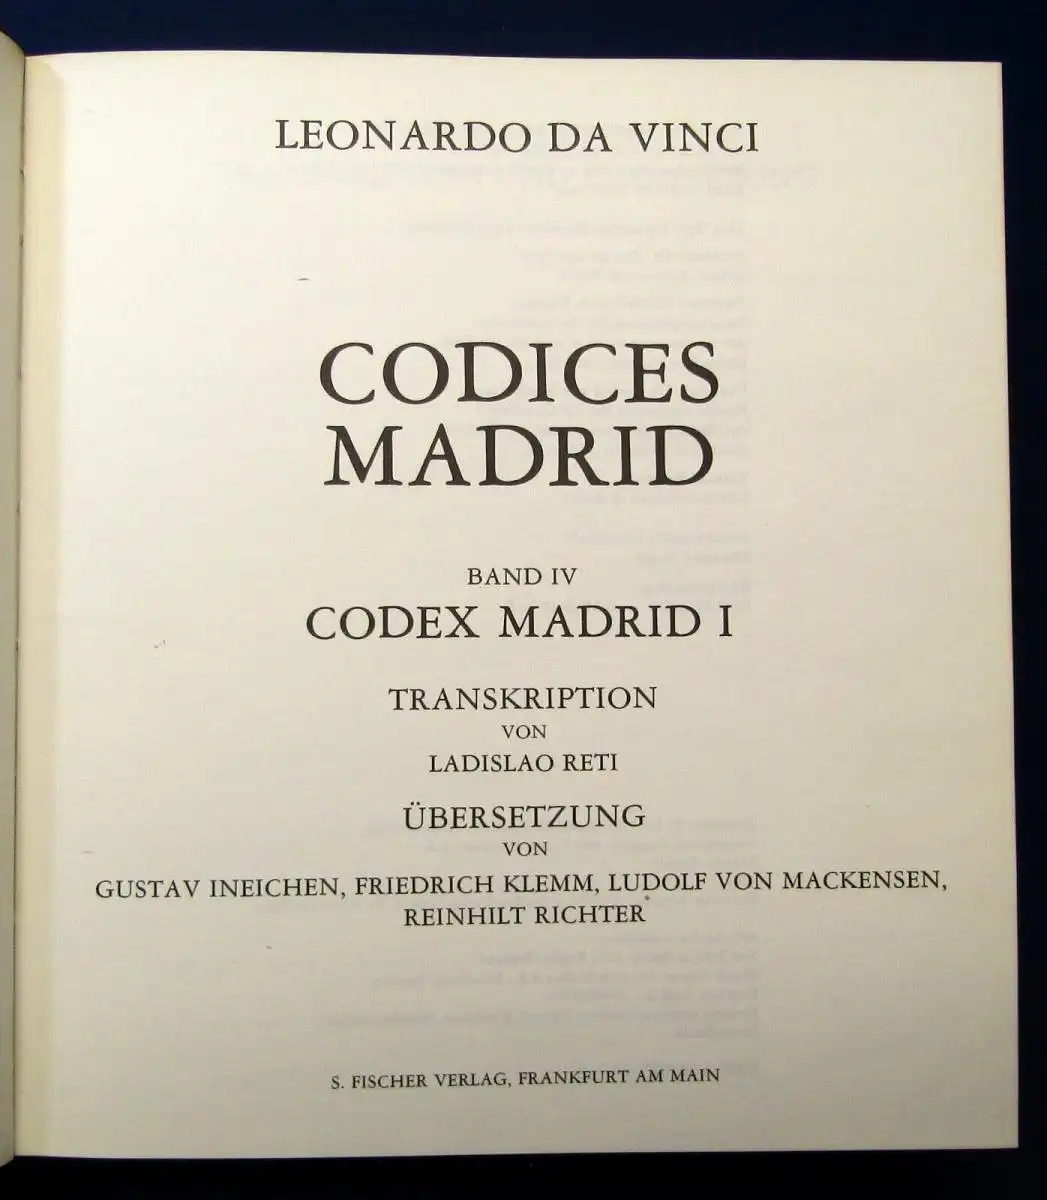 LEONARDO DA VINCI
CODICES
MADRID
BAND IV
CODEX MADRID I
TRANSKRIPTION
VON
LADISLAO RETI
ÜBERSETZUNG
VON
GUSTAV INEICHEN, FRIEDRICH KLEMM, LUDOLF VON MACKENSEN,
REINHILT RICHTER
S. FISCHER VERLAG, FRANKFURT AM MAIN